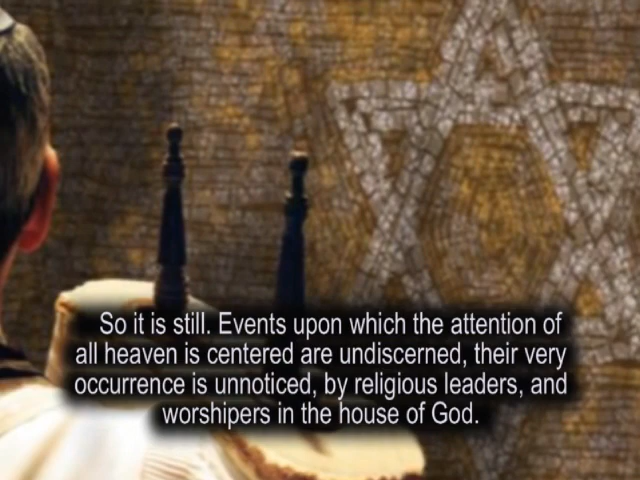 So it is still. Events upon which the attention of
all heaven is centered are undiscerned, their very
occurrence is unnoticed, by religious leaders, and
worshipers in the house of God.